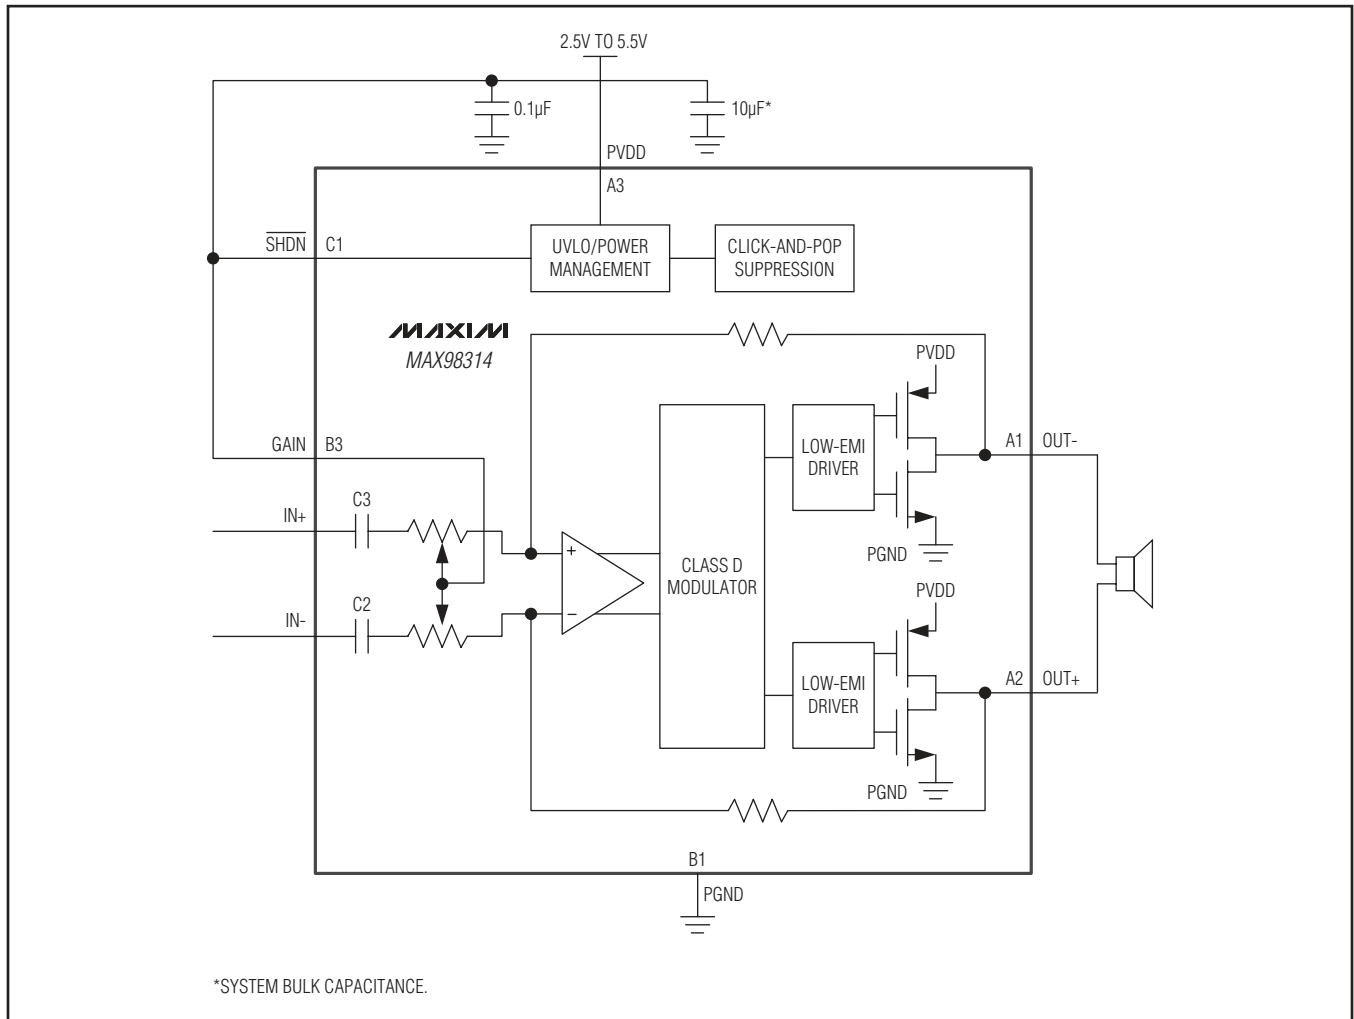 2.5V TO 5.5V
0.1µF
10µF*
PVDD
A3
SHDN
C1
UVLO/POWER
MANAGEMENT
CLICK-AND-POP
SUPPRESSION
MAXIM
MAX98314
PVDD
GAIN
B3
LOW-EMI
DRIVER
A1
OUT-
C3
IN+
+
PGND
CLASS D
MODULATOR
PVDD
C2
IN-
−
LOW-EMI
DRIVER
A2
OUT+
PGND
B1
PGND
*SYSTEM BULK CAPACITANCE.